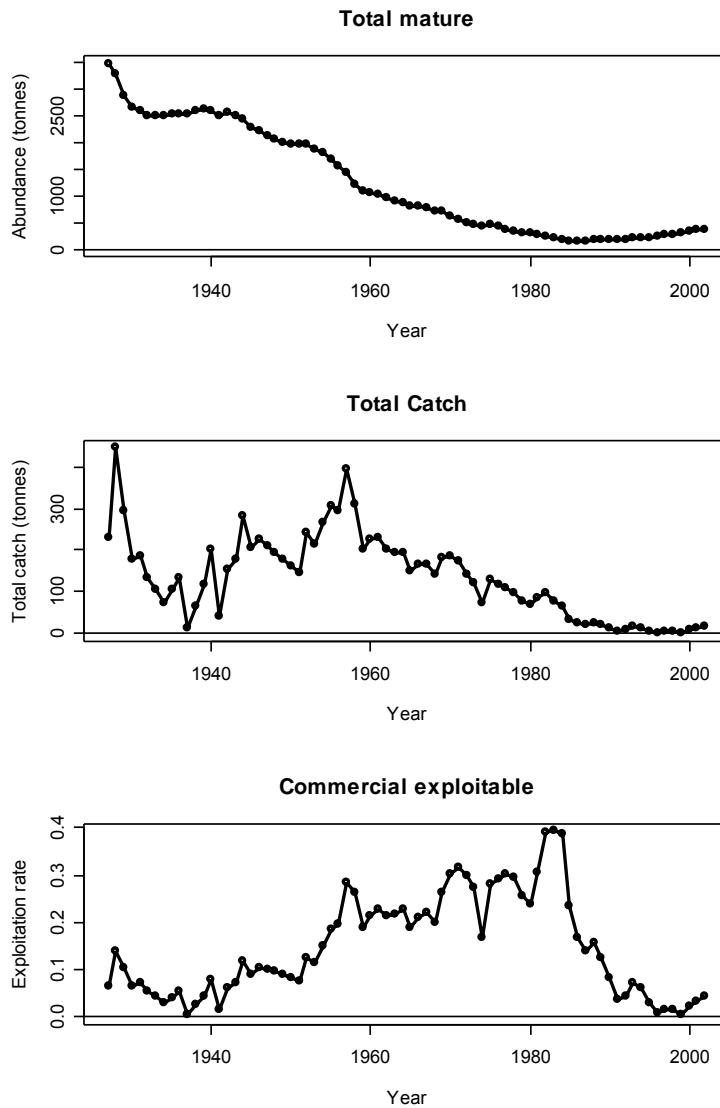 Total mature
Abundance (tonnes)
2500
1000
0
1940 1960 1980 2000
Year
Total Catch
Total catch (tonnes)
300
100
0
1940 1960 1980 2000
Year
Commercial exploitable
Exploitation rate
0.4
0.3
0.2
0.1
0.0
1940 1960 1980 2000
Year